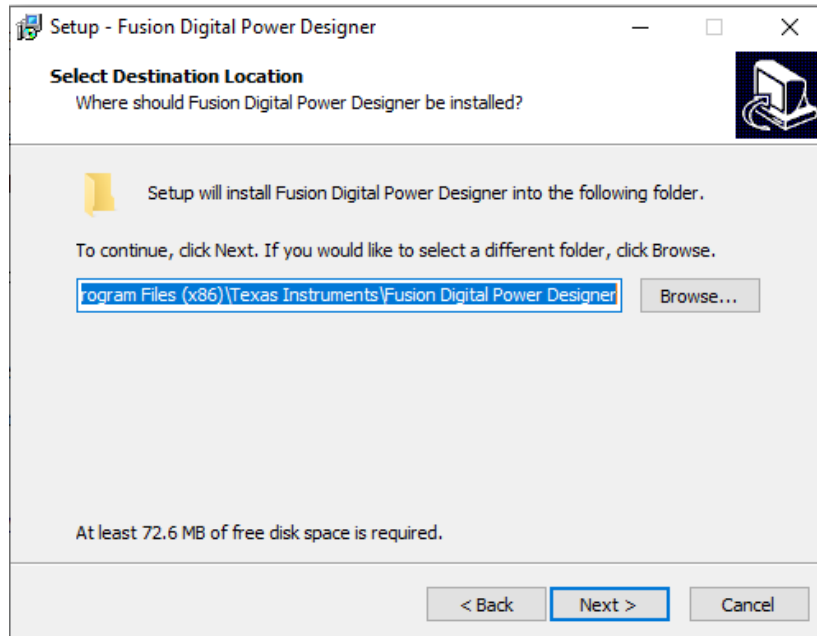 Setup - Fusion Digital Power Designer
Select Destination Location
Where should Fusion Digital Power Designer be installed?
Setup will install Fusion Digital Power Designer into the following folder.
To continue, click Next. If you would like to select a different folder, click Browse.
rogram Files (x86)\Texas Instruments\Fusion Digital Power Designer
Browse...
At least 72.6 MB of free disk space is required.
< Back
Next >
Cancel